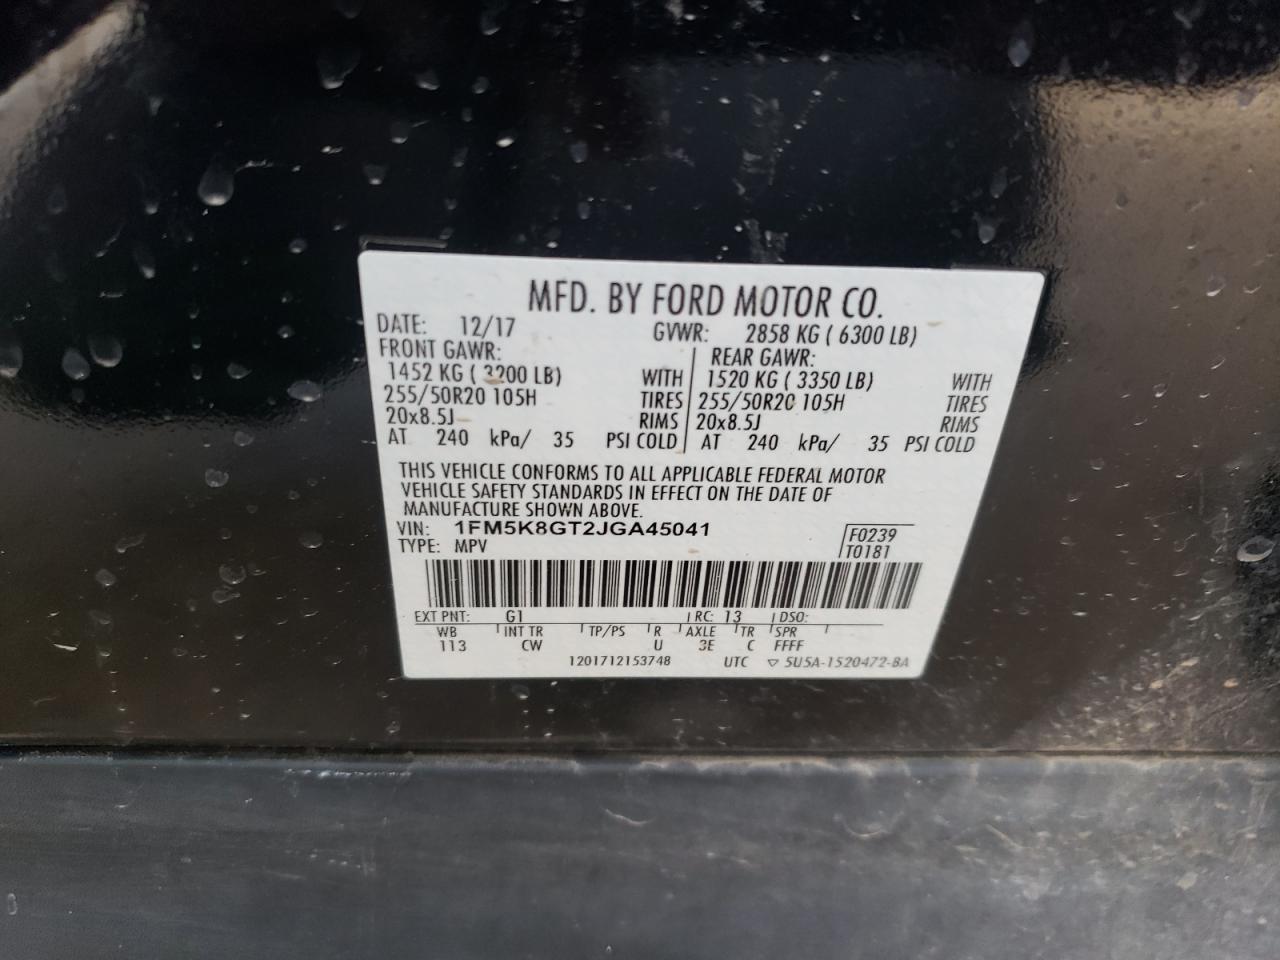 MFD. BY FORD MOTOR CO.
DATE: 12/17 GVWR: 2858 KG ( 6300 LB)
FRONT GAWR: REAR GAWR:
1452 KG ( 3200 LB) WITH 1520 KG ( 3350 LB) WITH
255/50R20 105H TIRES 255/50R20 105H TIRES
20x8.5J RIMS 20x8.5J RIMS
AT 240 kPa/ 35 PSI COLD AT 240 kPa/ 35 PSI COLD
THIS VEHICLE CONFORMS TO ALL APPLICABLE FEDERAL MOTOR
VEHICLE SAFETY STANDARDS IN EFFECT ON THE DATE OF
MANUFACTURE SHOWN ABOVE.
VIN: 1FM5K8GT2JGA45041 F0239
TYPE: MPV T0181
EXT PNT: G1 RC: 13 DSO:
WB INT TR TP/PS R AXLE TR SPR
113 CW U 3E C FFFF
1201712153748 UTC ▽ 5U5A-1520472-BA